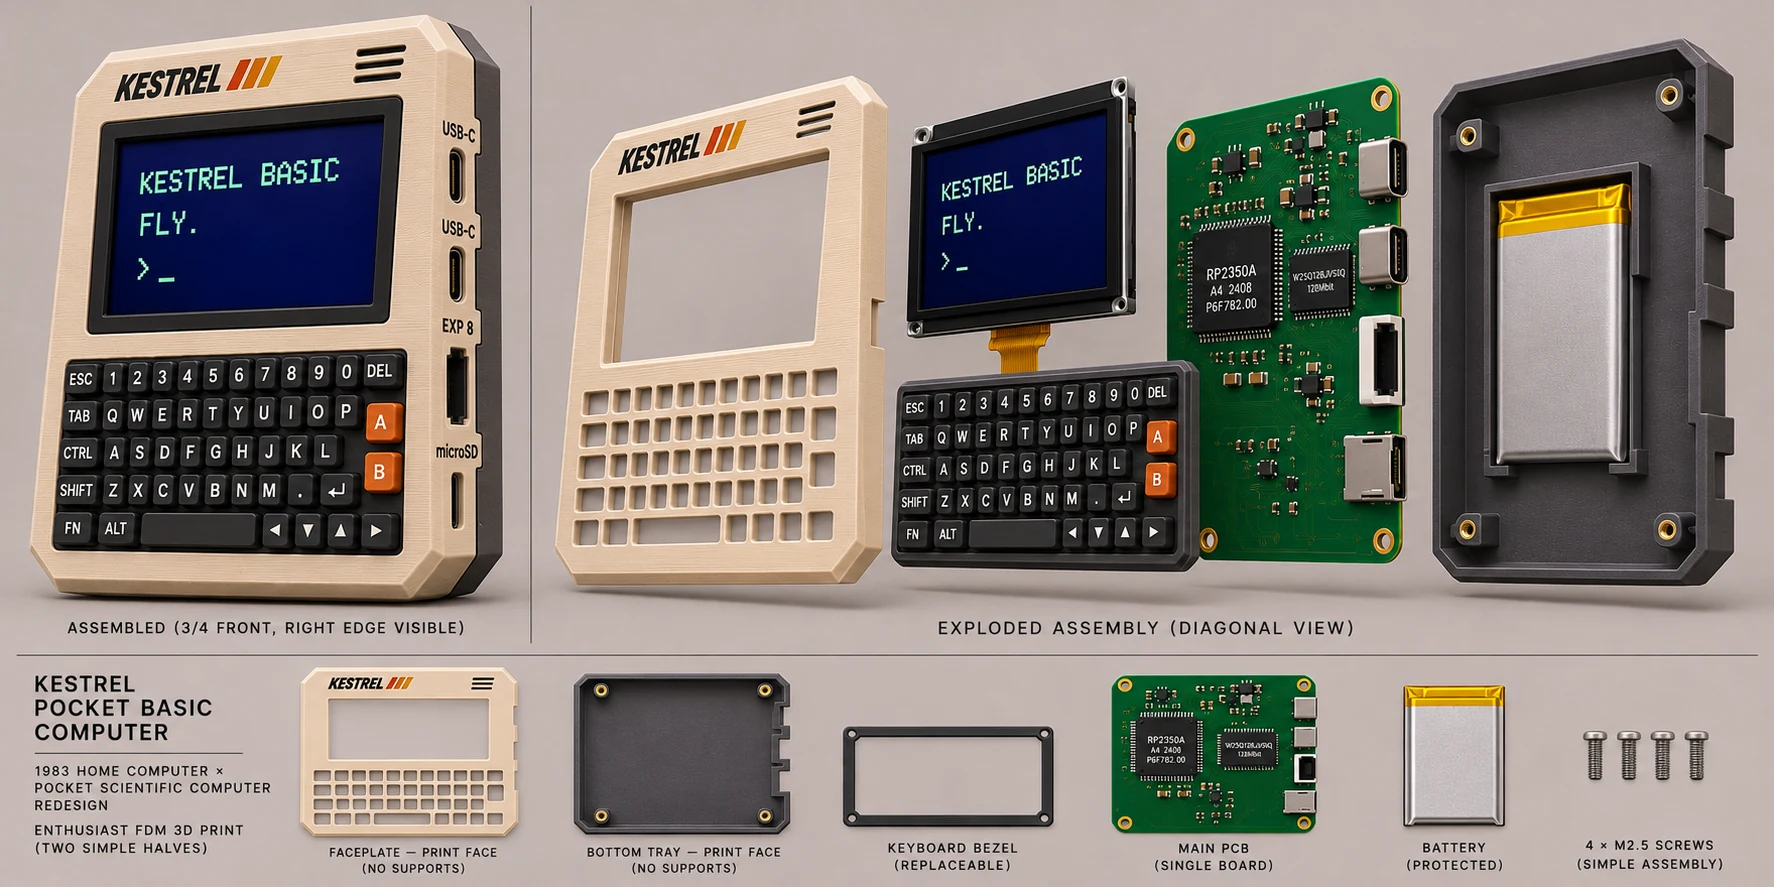 KESTREL
KESTREL BASIC
FLY.
>_
USB-C
USB-C
EXP 8
microSD
ESC 1 2 3 4 5 6 7 8 9 0 DEL
TAB Q W E R T Y U I O P A
CTRL A S D F G H J K L B
SHIFT Z X C V B N M .
FN ALT
ASSEMBLED (3/4 FRONT, RIGHT EDGE VISIBLE)
KESTREL
KESTREL BASIC
FLY.
>_
ESC 1 2 3 4 5 6 7 8 9 0 DEL
TAB Q W E R T Y U I O P A
CTRL A S D F G H J K L B
SHIFT Z X C V B N M .
FN ALT
RP2350A
A4 2408
P6F782.00
128Mbit
EXPLODED ASSEMBLY (DIAGONAL VIEW)
KESTREL
POCKET BASIC
COMPUTER
1983 HOME COMPUTER ×
POCKET SCIENTIFIC COMPUTER
REDESIGN
ENTHUSIAST FDM 3D PRINT
(TWO SIMPLE HALVES)
KESTREL
FACEPLATE — PRINT FACE
(NO SUPPORTS)
BOTTOM TRAY — PRINT FACE
(NO SUPPORTS)
KEYBOARD BEZEL
(REPLACEABLE)
RP2350A
P6F782.00
MAIN PCB
(SINGLE BOARD)
BATTERY
(PROTECTED)
4 × M2.5 SCREWS
(SIMPLE ASSEMBLY)